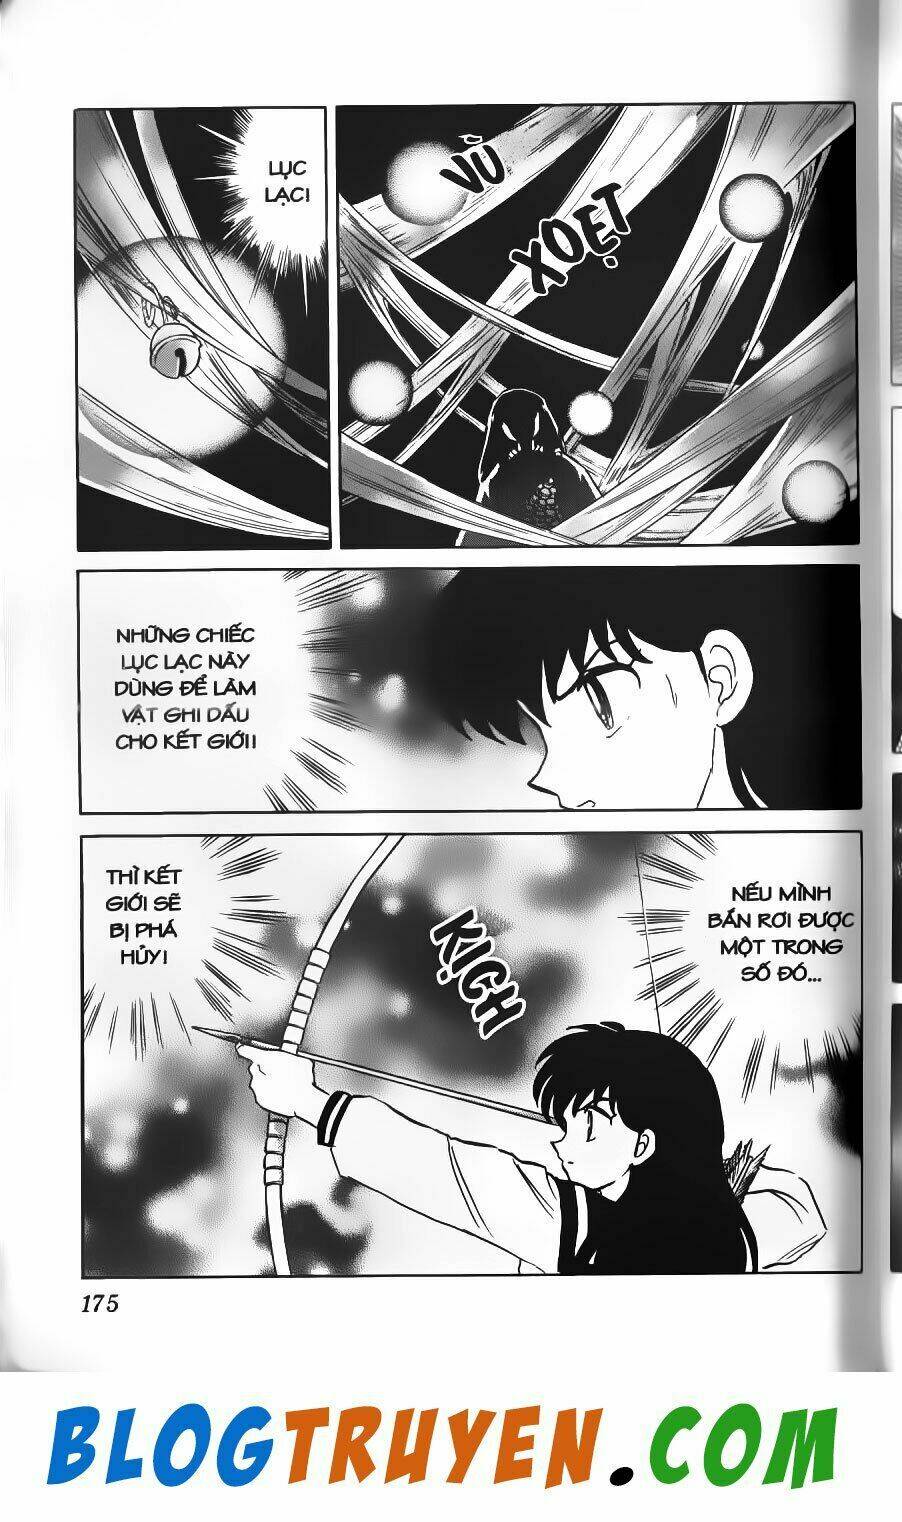 LỤC
LẠC!
VÙ
XOẸT
NHỮNG CHIẾC
LỤC LẠC NÀY
DÙNG ĐỂ LÀM
VẬT GHI DẤU
CHO KẾT GIỚI!
NẾU MÌNH
BẮN RƠI ĐƯỢC
MỘT TRONG
SỐ ĐÓ...
KỊCH
THÌ KẾT
GIỚI SẼ
BỊ PHÁ
HỦY!
175
BLOGTRUYEN.COM